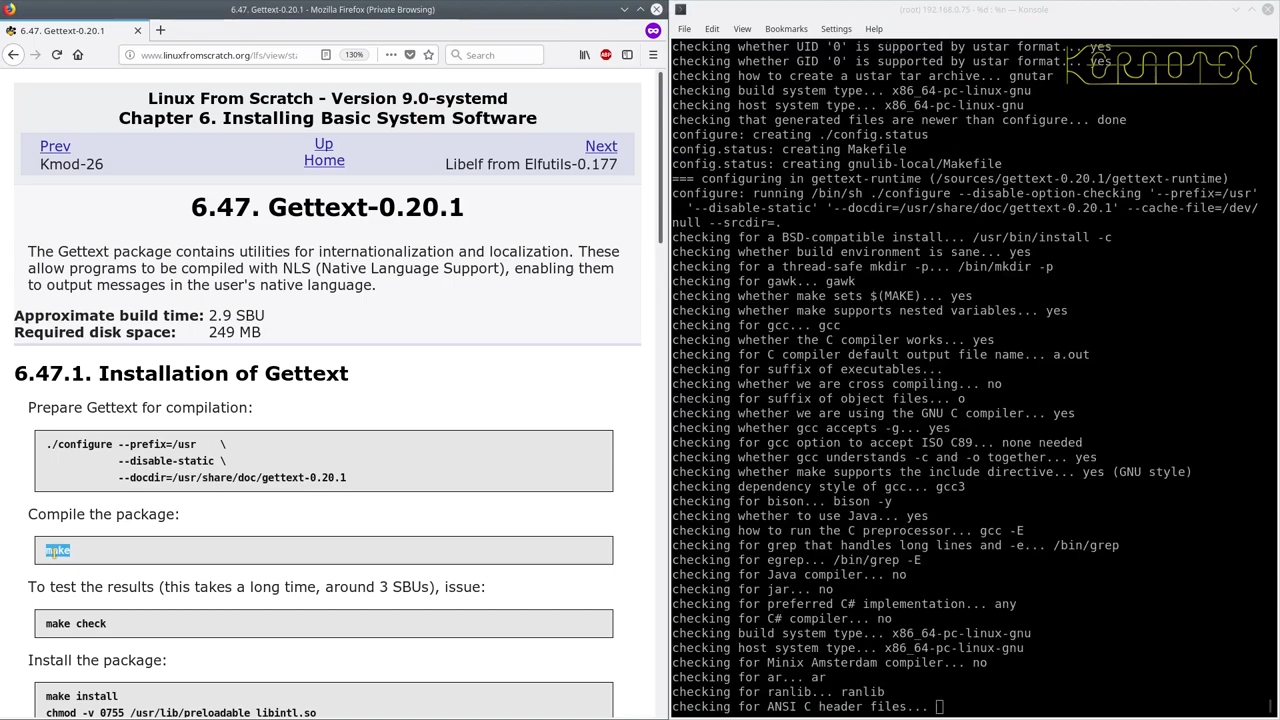 6.47. Gettext-0.20.1 - Mozilla Firefox (Private Browsing)
6.47. Gettext-0.20.1
www.linuxfromscratch.org/lfs/view/sta
130%
Search
Linux From Scratch - Version 9.0-systemd
Chapter 6. Installing Basic System Software
Prev
Up
Next
Kmod-26
Home
Libelf from Elfutils-0.177
6.47. Gettext-0.20.1
The Gettext package contains utilities for internationalization and localization. These
allow programs to be compiled with NLS (Native Language Support), enabling them
to output messages in the user's native language.
Approximate build time: 2.9 SBU
Required disk space: 249 MB
6.47.1. Installation of Gettext
Prepare Gettext for compilation:
./configure --prefix=/usr \
--disable-static \
--docdir=/usr/share/doc/gettext-0.20.1
Compile the package:
make
To test the results (this takes a long time, around 3 SBUs), issue:
make check
Install the package:
make install
chmod -v 0755 /usr/lib/preloadable_libintl.so
(root) 192.168.0.75 - %d : %n — Konsole
File Edit View Bookmarks Settings Help
KERNOTEX
checking whether UID '0' is supported by ustar format... yes
checking whether GID '0' is supported by ustar format... yes
checking how to create a ustar tar archive... gnutar
checking build system type... x86_64-pc-linux-gnu
checking host system type... x86_64-pc-linux-gnu
checking that generated files are newer than configure... done
configure: creating ./config.status
config.status: creating Makefile
config.status: creating gnulib-local/Makefile
=== configuring in gettext-runtime (/sources/gettext-0.20.1/gettext-runtime)
configure: running /bin/sh ./configure --disable-option-checking '--prefix=/usr'
'--disable-static' '--docdir=/usr/share/doc/gettext-0.20.1' --cache-file=/dev/
null --srcdir=.
checking for a BSD-compatible install... /usr/bin/install -c
checking whether build environment is sane... yes
checking for a thread-safe mkdir -p... /bin/mkdir -p
checking for gawk... gawk
checking whether make sets $(MAKE)... yes
checking whether make supports nested variables... yes
checking for gcc... gcc
checking whether the C compiler works... yes
checking for C compiler default output file name... a.out
checking for suffix of executables...
checking whether we are cross compiling... no
checking for suffix of object files... o
checking whether we are using the GNU C compiler... yes
checking whether gcc accepts -g... yes
checking for gcc option to accept ISO C89... none needed
checking whether gcc understands -c and -o together... yes
checking whether make supports the include directive... yes (GNU style)
checking dependency style of gcc... gcc3
checking for bison... bison -y
checking whether to use Java... yes
checking how to run the C preprocessor... gcc -E
checking for grep that handles long lines and -e... /bin/grep
checking for egrep... /bin/grep -E
checking for Java compiler... no
checking for jar... no
checking for preferred C# implementation... any
checking for C# compiler... no
checking build system type... x86_64-pc-linux-gnu
checking host system type... x86_64-pc-linux-gnu
checking for Minix Amsterdam compiler... no
checking for ar... ar
checking for ranlib... ranlib
checking for ANSI C header files...